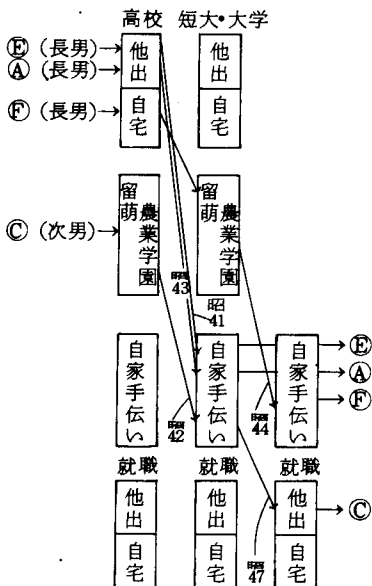 高校 短大・大学
Ⓔ(長男)
Ⓐ(長男)
Ⓕ(長男)
Ⓒ(次男)
他出
自宅
他出
自宅
留萌農業学園
留萌農業学園
昭43
昭41
自家手伝い
自家手伝い
自家手伝い
昭42
昭44
Ⓔ
Ⓐ
Ⓕ
就職 就職 就職
他出
自宅
他出
自宅
他出
自宅
昭47
Ⓒ